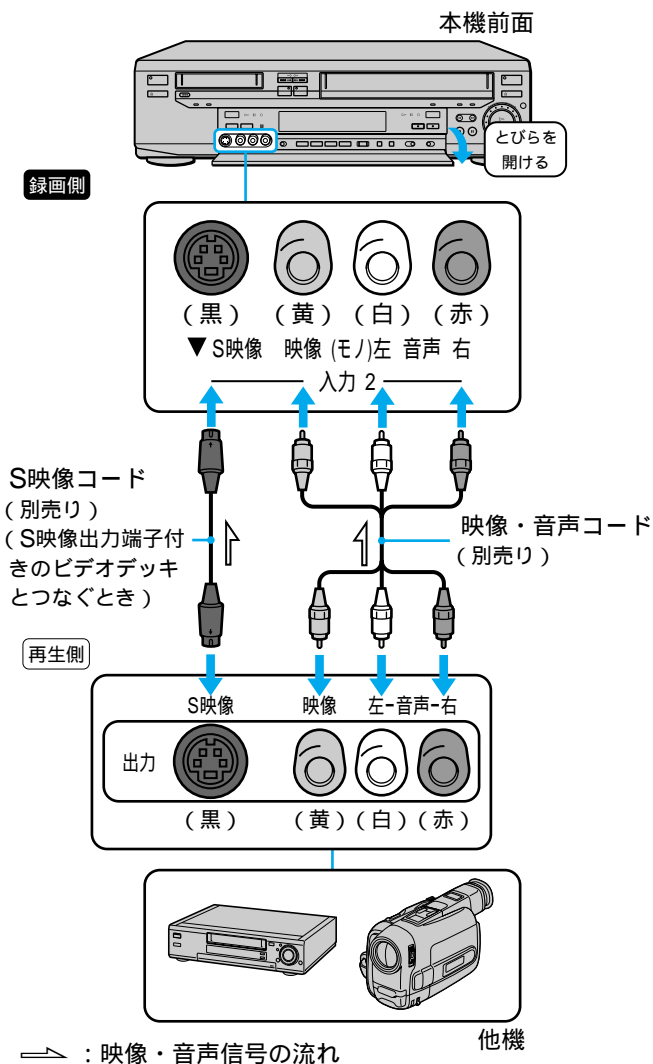 本機前面
とびらを
開ける
録画側
(黒) (黄) (白) (赤)
▼S映像 映像 (モノ)左 音声 右
入力 2
S映像コード
(別売り)
(S映像出力端子付
きのビデオデッキ
とつなぐとき)
映像・音声コード
(別売り)
再生側
S映像 映像 左-音声-右
出力
(黒) (黄) (白) (赤)
他機
:映像・音声信号の流れ